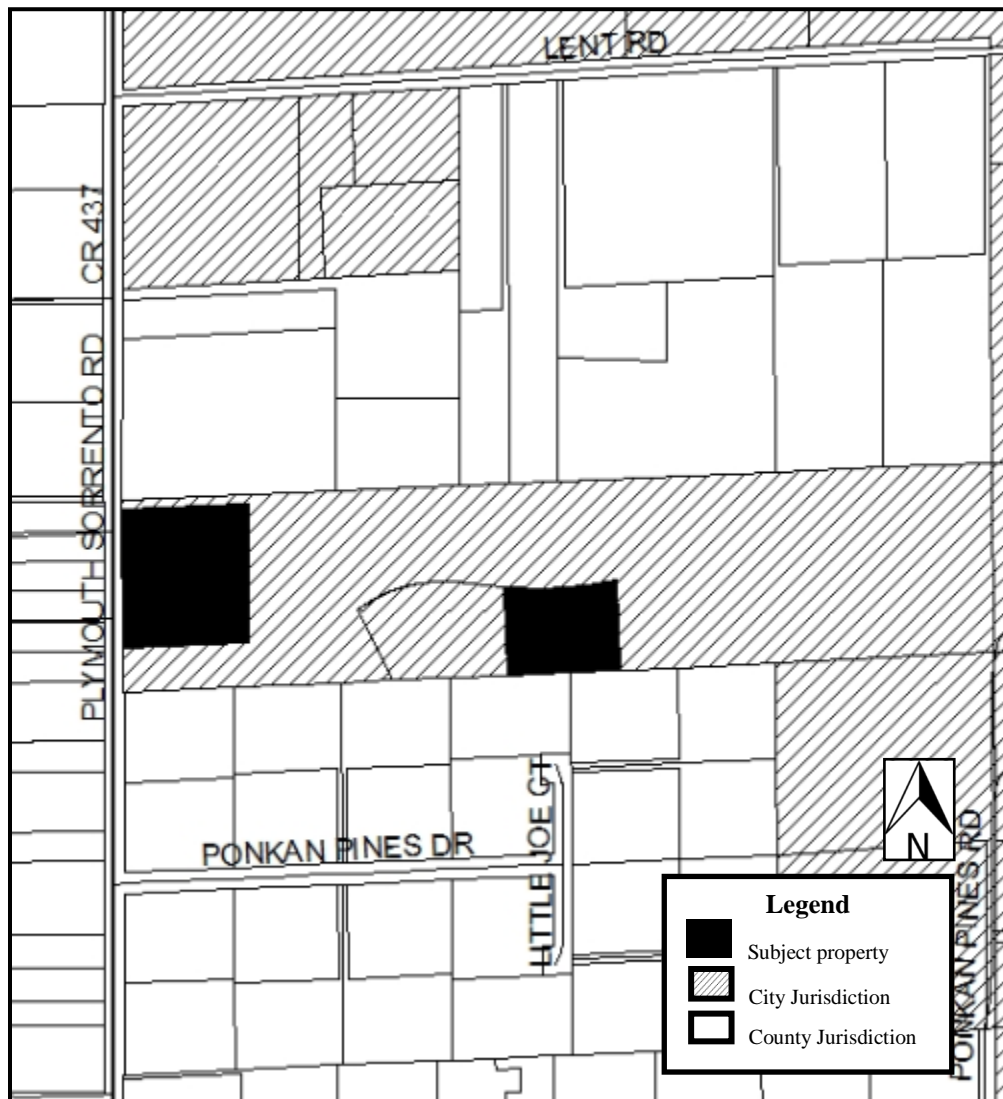 LENT RD
CR 437
PLYMOUTH SORRENTO RD
PONKAN PINES DR
LITTLE JOE CT
N
PONKAN PINES RD
Legend
Subject property
City Jurisdiction
County Jurisdiction